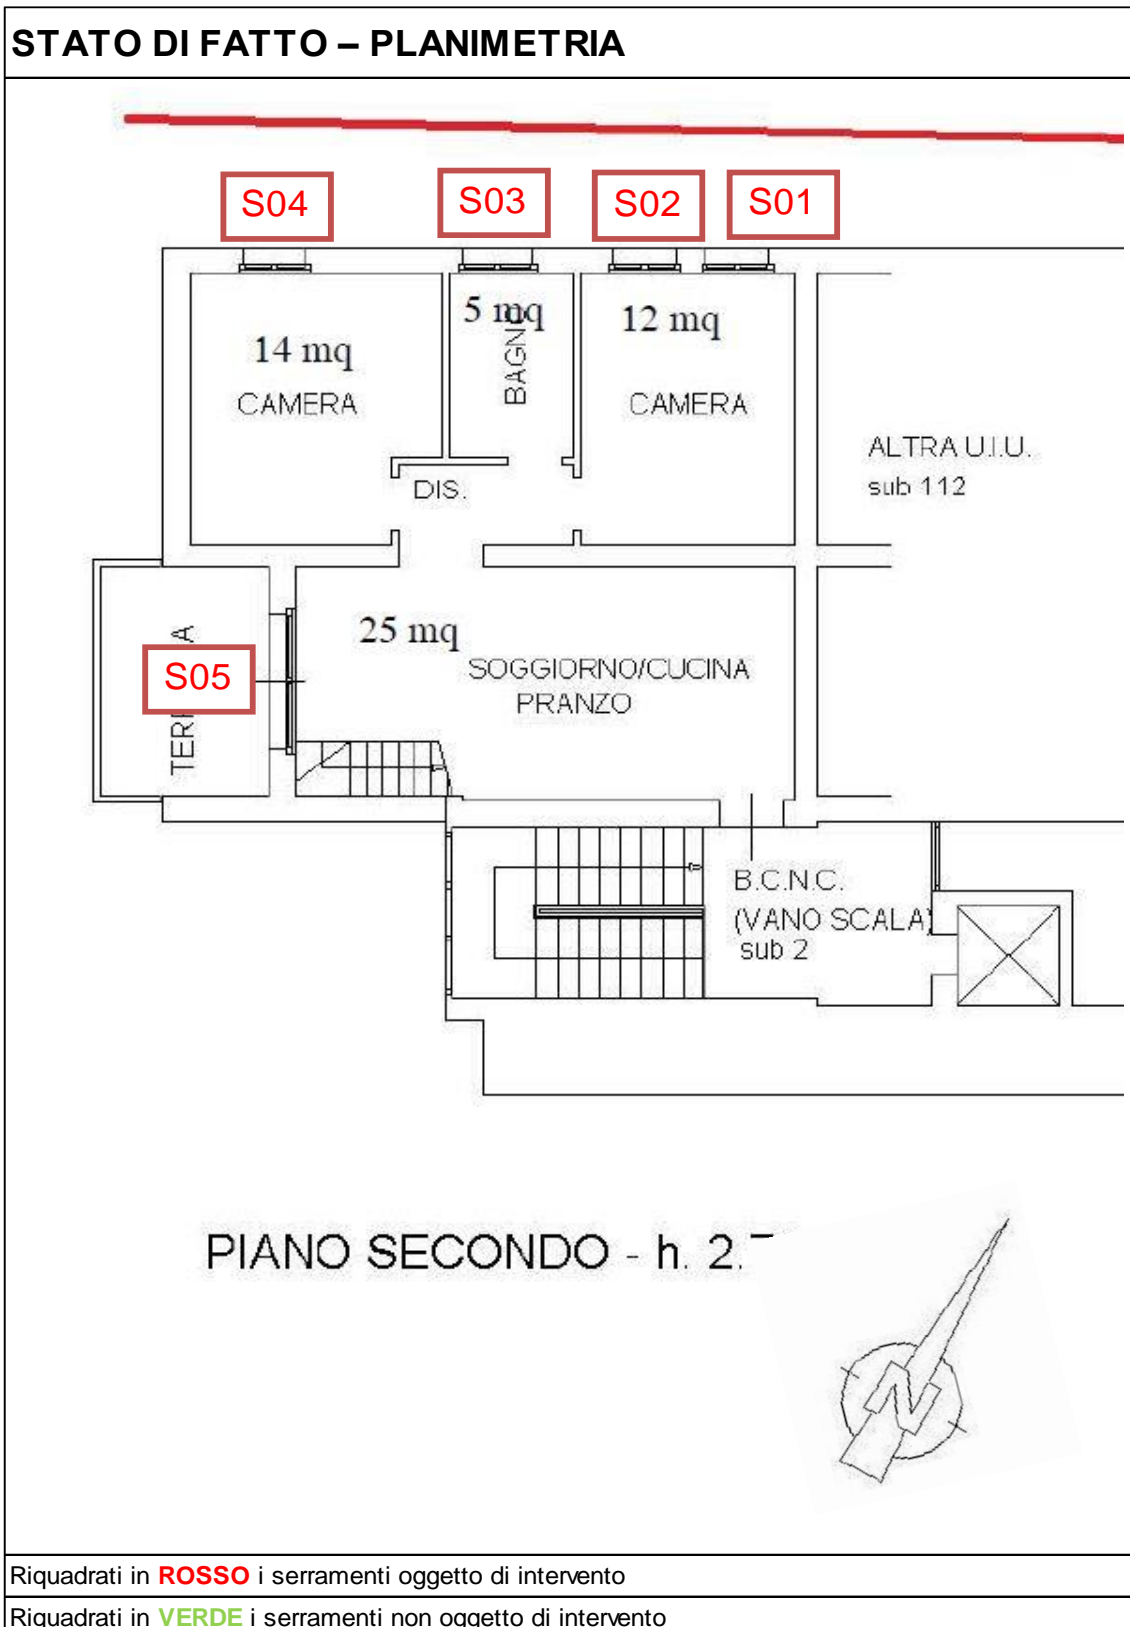 STATO DI FATTO – PLANIMETRIA
S04
S03
S02
S01
5 mq
12 mq
14 mq
BAGNO
CAMERA
CAMERA
ALTRA U.I.U.
sub 112
DIS.
25 mq
S05
SOGGIORNO/CUCINA
PRANZO
B.C.N.C.
(VANO SCALA)
sub 2
PIANO SECONDO - h. 2.
N
Riquadrati in ROSSO i serramenti oggetto di intervento
Riquadrati in VERDE i serramenti non oggetto di intervento